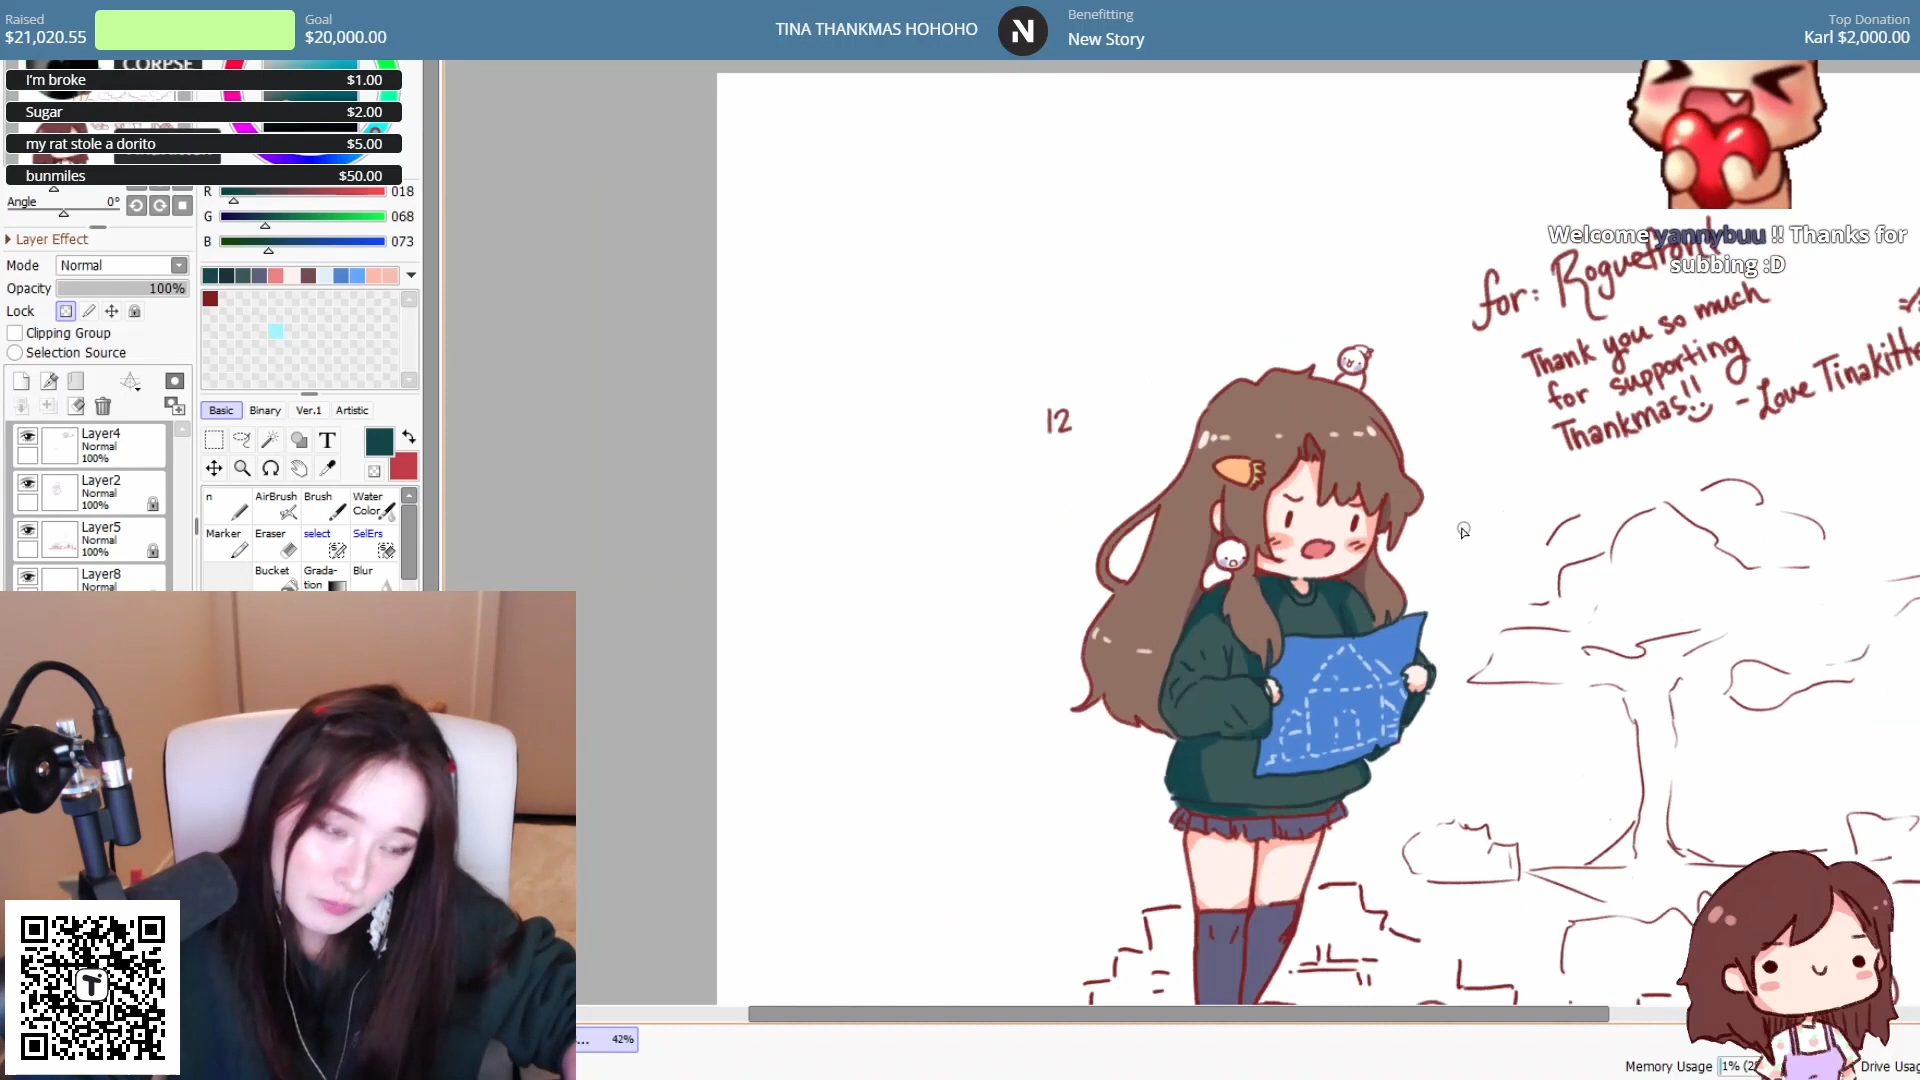 Raised
$21,020.55
Goal
$20,000.00
TINA THANKMAS HOHOHO
N
Benefitting
New Story
Top Donation
Karl $2,000.00
CORPSE
I'm broke $1.00
Sugar $2.00
my rat stole a dorito $5.00
bunmiles $50.00
Angle 0°
R 018
G 068
B 073
Layer Effect
Mode Normal
Opacity 100%
Lock
Clipping Group
Selection Source
Basic Binary Ver.1 Artistic
T
Layer4
Normal
100%
Layer2
Normal
100%
Layer5
Normal
100%
Layer8
Normal
n AirBrush Brush Water Color
Marker Eraser select SelErs
Bucket Grada-tion Blur
Welcome yannybuu !! Thanks for
subbing :D
for:
Thank you so much
for supporting
Thankmas!!
- Love Tinakitte
12
T
... 42%
Memory Usage 1%
Drive Usag